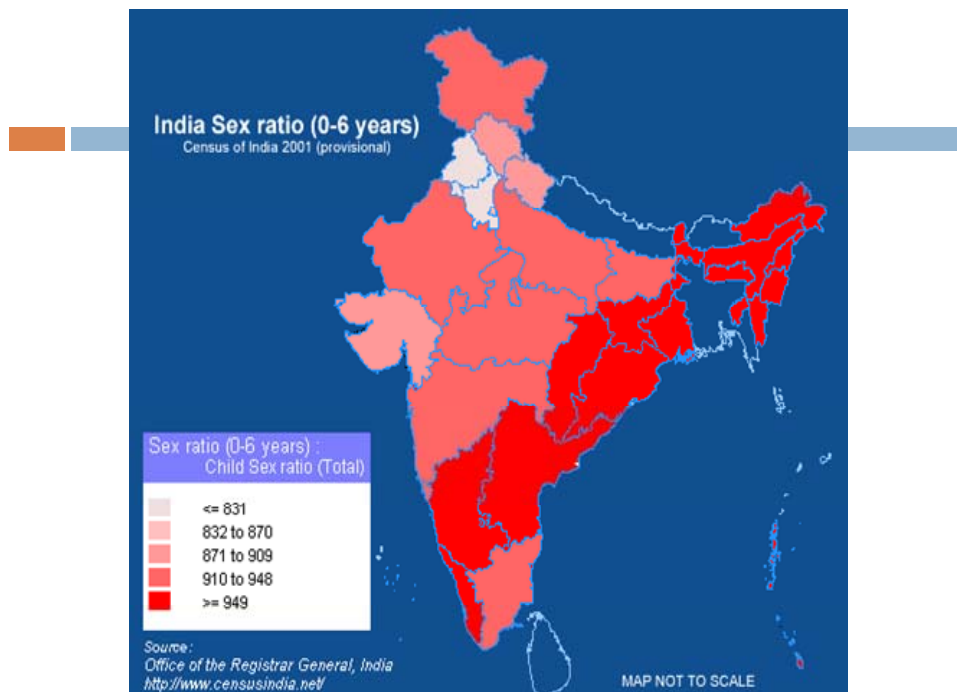 India Sex ratio (0-6 years)
Census of India 2001 (provisional)
Sex ratio (0-6 years) :
Child Sex ratio (Total)
<= 831
832 to 870
871 to 909
910 to 948
>= 949
Source :
Office of the Registrar General, India
http://www.censusindia.net/
MAP NOT TO SCALE